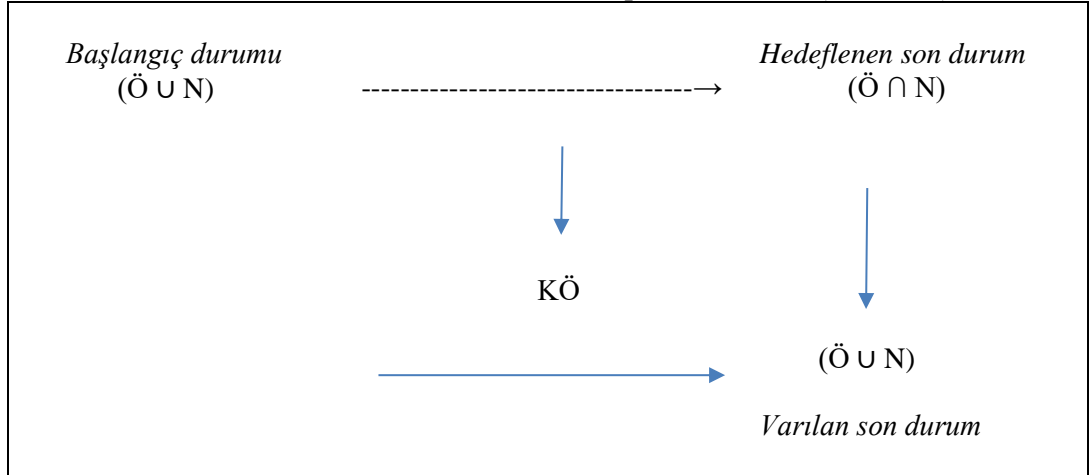 Başlangıç durumu Hedeflenen son durum
(Ö ∪ N) ----------------------------------→ (Ö ∩ N)
KÖ
(Ö ∪ N)
Varılan son durum